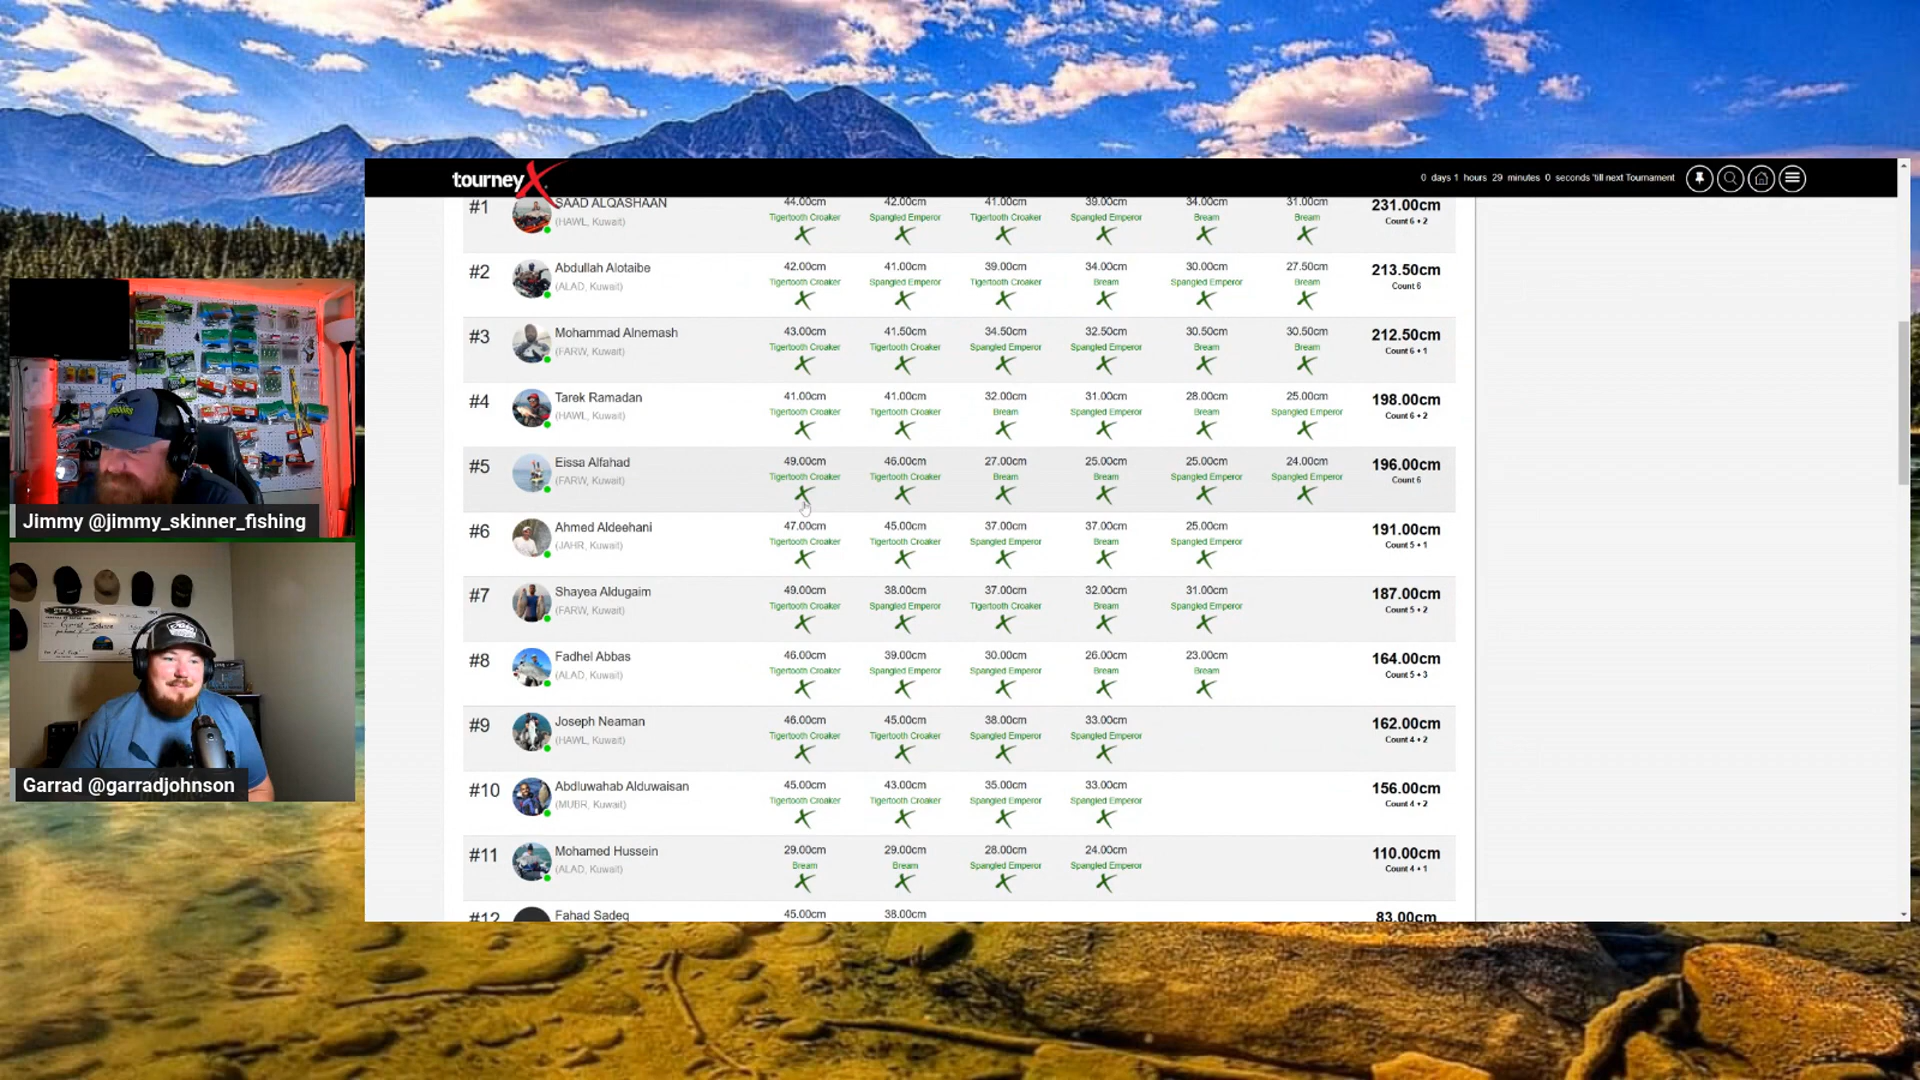 tourneyX
0 days 1 hours 29 minutes 0 seconds 'till next Tournament
#1 SAAD ALQASHAAN 44.00cm 42.00cm 41.00cm 39.00cm 34.00cm 31.00cm 231.00cm
(HAWL, Kuwait) Tigertooth Croaker Spangled Emperor Tigertooth Croaker Spangled Emperor Bream Bream Count 6 + 2
#2 Abdullah Alotaibe 42.00cm 41.00cm 39.00cm 34.00cm 30.00cm 27.50cm 213.50cm
(ALAD, Kuwait) Tigertooth Croaker Spangled Emperor Tigertooth Croaker Bream Spangled Emperor Bream Count 6
#3 Mohammad Alnemash 43.00cm 41.50cm 34.50cm 32.50cm 30.50cm 30.50cm 212.50cm
(FARW, Kuwait) Tigertooth Croaker Tigertooth Croaker Spangled Emperor Spangled Emperor Bream Bream Count 6 + 1
#4 Tarek Ramadan 41.00cm 41.00cm 32.00cm 31.00cm 28.00cm 25.00cm 198.00cm
(HAWL, Kuwait) Tigertooth Croaker Tigertooth Croaker Bream Spangled Emperor Bream Spangled Emperor Count 6 + 2
#5 Eissa Alfahad 49.00cm 46.00cm 27.00cm 25.00cm 25.00cm 24.00cm 196.00cm
(FARW, Kuwait) Tigertooth Croaker Tigertooth Croaker Bream Bream Spangled Emperor Spangled Emperor Count 6
#6 Ahmed Aldeehani 47.00cm 45.00cm 37.00cm 37.00cm 25.00cm 191.00cm
(JAHR, Kuwait) Tigertooth Croaker Tigertooth Croaker Spangled Emperor Bream Spangled Emperor Count 5 + 1
#7 Shayea Aldugaim 49.00cm 38.00cm 37.00cm 32.00cm 31.00cm 187.00cm
(FARW, Kuwait) Tigertooth Croaker Spangled Emperor Tigertooth Croaker Bream Spangled Emperor Count 5 + 2
#8 Fadhel Abbas 46.00cm 39.00cm 30.00cm 26.00cm 23.00cm 164.00cm
(ALAD, Kuwait) Tigertooth Croaker Spangled Emperor Spangled Emperor Bream Bream Count 5 + 3
#9 Joseph Neaman 46.00cm 45.00cm 38.00cm 33.00cm 162.00cm
(HAWL, Kuwait) Tigertooth Croaker Tigertooth Croaker Spangled Emperor Spangled Emperor Count 4 + 2
#10 Abdluwahab Alduwaisan 45.00cm 43.00cm 35.00cm 33.00cm 156.00cm
(MUBR, Kuwait) Tigertooth Croaker Tigertooth Croaker Spangled Emperor Spangled Emperor Count 4 + 2
#11 Mohamed Hussein 29.00cm 29.00cm 28.00cm 24.00cm 110.00cm
(ALAD, Kuwait) Bream Bream Spangled Emperor Spangled Emperor Count 4 + 1
#12 Fahad Sadeq 45.00cm 38.00cm 83.00cm
Jimmy @jimmy_skinner_fishing
Garrad @garradjohnson